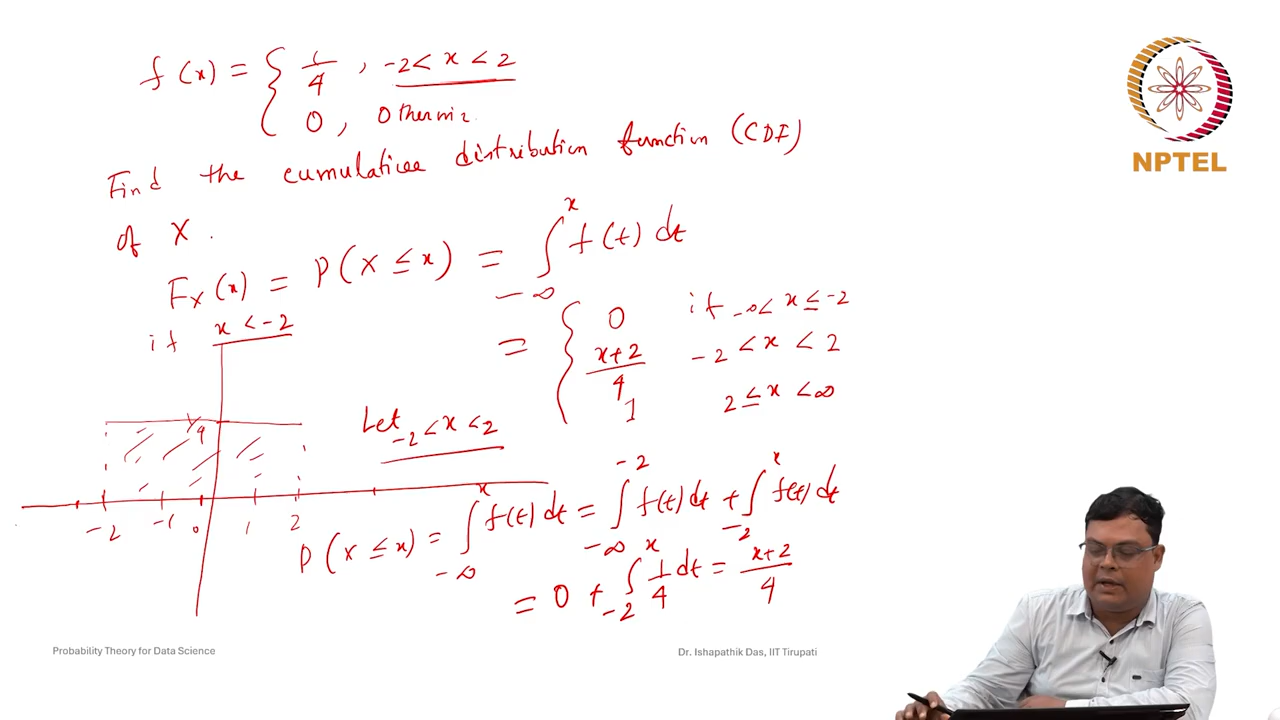 f(x) = { 1/4 , -2 < x < 2
0 , Otherwise
Find the cumulative distribution function (CDF)
of X.
F_X(x) = P(X ≤ x) = ∫_{-∞}^{x} f(t) dt
if x < -2
= { 0 if -∞ < x ≤ -2
x+2/4 -2 < x < 2
1 2 ≤ x < ∞
1/4
Let -2 < x < 2
-2 -1 0 1 2
P(X ≤ x) = ∫_{-∞}^{x} f(t) dt = ∫_{-∞}^{-2} f(t) dt + ∫_{-2}^{x} f(t) dt
= 0 + ∫_{-2}^{x} 1/4 dt = x+2/4
NPTEL
Probability Theory for Data Science
Dr. Ishapathik Das, IIT Tirupati